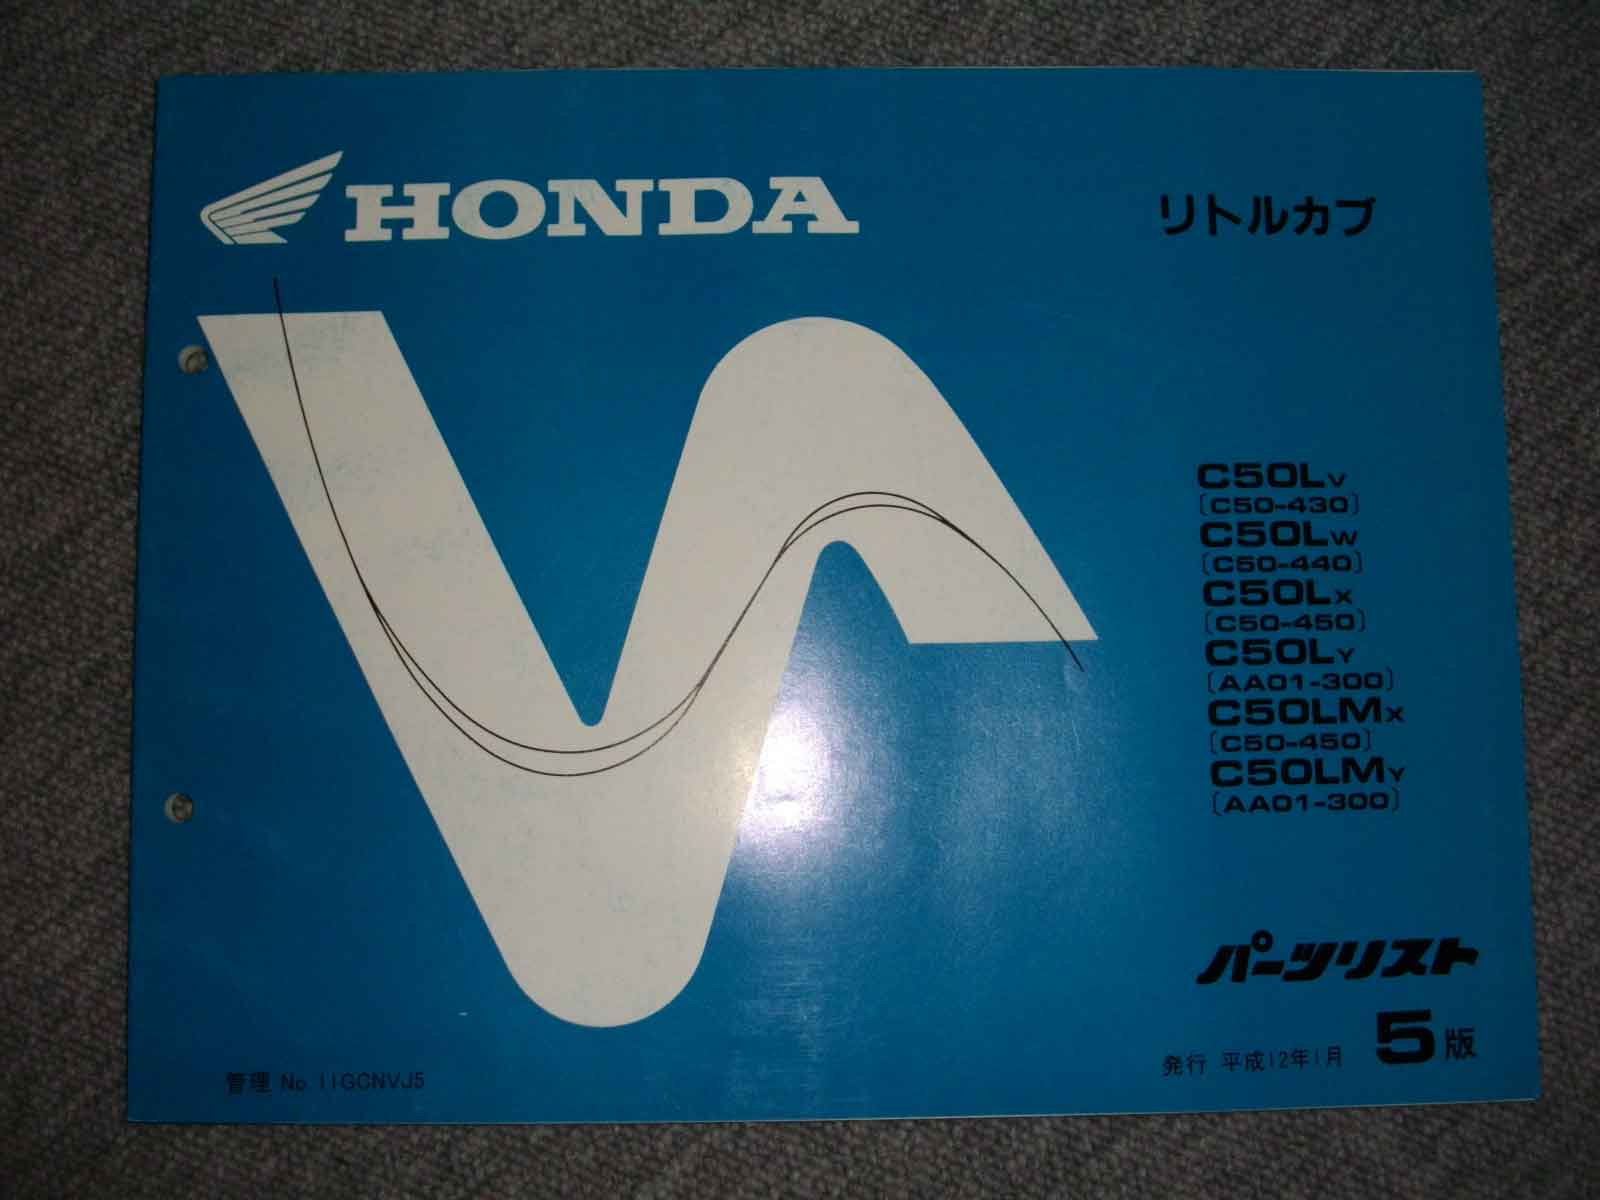 HONDA
リトルカブ
C50LV
[C50-430]
C50LW
[C50-440]
C50LX
[C50-450]
C50LY
[AA01-300]
C50LMX
[C50-450]
C50LMY
[AA01-300]
パーツリスト
発行 平成12年1月 5版
管理 No.11GCNVJ5